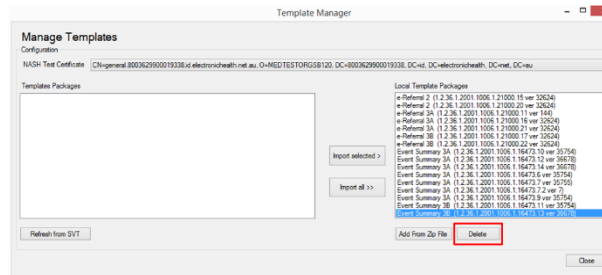 Template Manager
Manage Templates
Configuration
NASH Test Certificate CN=general.8003629900019338.id.electronichealth.net.au, O=MEDTESTORGSB120, DC=8003629900019338, DC=id, DC=electronichealth, DC=net, DC=au
Templates Packages
Local Template Packages
e-Referral 2 (1.2.36.1.2001.1006.1.21000.15 ver 32624)
e-Referral 2 (1.2.36.1.2001.1006.1.21000.20 ver 32624)
e-Referral 3A (1.2.36.1.2001.1006.1.21000.11 ver 144)
e-Referral 3A (1.2.36.1.2001.1006.1.21000.16 ver 32624)
e-Referral 3A (1.2.36.1.2001.1006.1.21000.21 ver 32624)
e-Referral 3B (1.2.36.1.2001.1006.1.21000.17 ver 32624)
e-Referral 3B (1.2.36.1.2001.1006.1.21000.22 ver 32624)
Event Summary 3A (1.2.36.1.2001.1006.1.16473.10 ver 35754)
Event Summary 3A (1.2.36.1.2001.1006.1.16473.12 ver 36678)
Event Summary 3A (1.2.36.1.2001.1006.1.16473.14 ver 36678)
Event Summary 3A (1.2.36.1.2001.1006.1.16473.6 ver 35754)
Event Summary 3A (1.2.36.1.2001.1006.1.16473.7 ver 35755)
Event Summary 3A (1.2.36.1.2001.1006.1.16473.7.2 ver 7)
Event Summary 3A (1.2.36.1.2001.1006.1.16473.9 ver 35754)
Event Summary 3B (1.2.36.1.2001.1006.1.16473.11 ver 35754)
Event Summary 3B (1.2.36.1.2001.1006.1.16473.13 ver 36678)
Import selected >
Import all >>
Refresh from SVT
Add From Zip File
Delete
Close